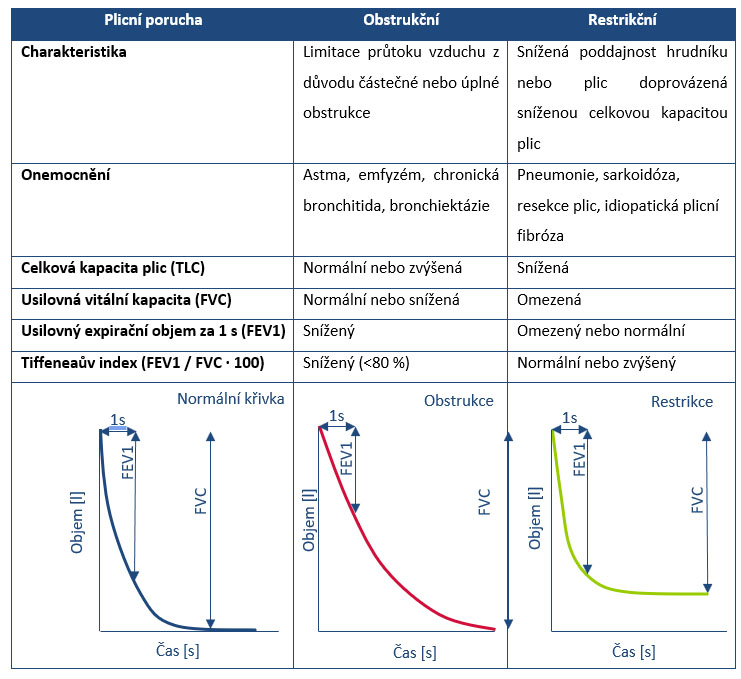 Plicní porucha Obstrukční Restrikční
Charakteristika
Limitace průtoku vzduchu z
důvodu částečné nebo úplné
obstrukce
Snížená poddajnost hrudníku
nebo plic doprovázená
sníženou celkovou kapacitou
plic
Onemocnění
Astma, emfyzém, chronická
bronchitida, bronchiektázie
Pneumonie, sarkoidóza,
resekce plic, idiopatická plicní
fibróza
Celková kapacita plic (TLC) Normální nebo zvýšená Snížená
Usilovná vitální kapacita (FVC) Normální nebo snížená Omezená
Usilovný expirační objem za 1 s (FEV1) Snížený Omezený nebo normální
Tiffeneaův index (FEV1 / FVC · 100) Snížený (<80 %) Normální nebo zvýšený
Normální křivka
1s
FEV1
FVC
Objem [l]
Čas [s]
Obstrukce
1s
FEV1
FVC
Objem [l]
Čas [s]
Restrikce
1s
FEV1
FVC
Objem [l]
Čas [s]